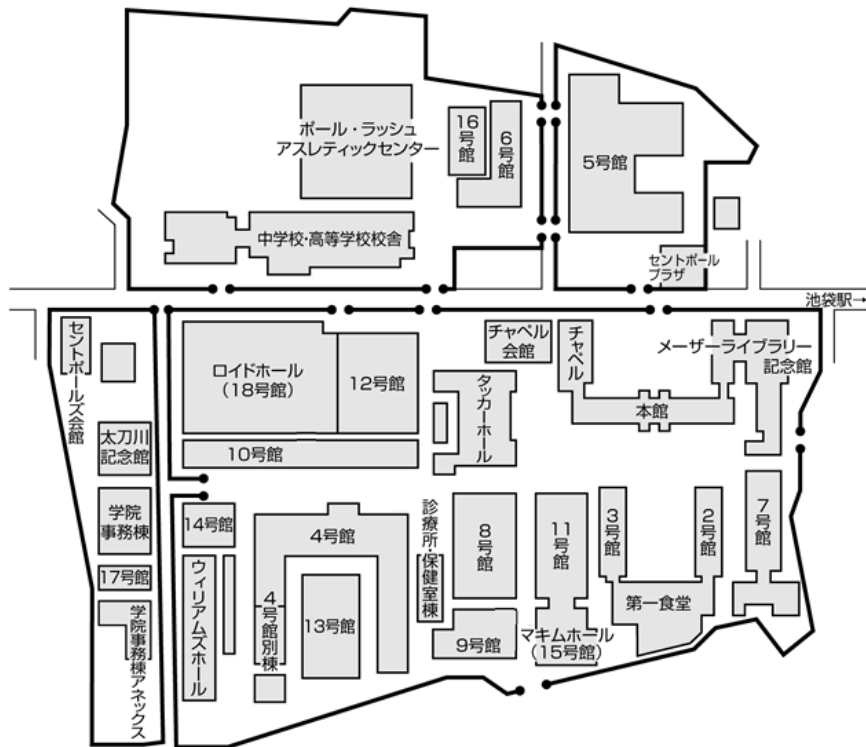 ポール・ラッシュ
アスレティックセンター
16号館
6号館
5号館
中学校・高等学校校舎
セントポール
プラザ
池袋駅→
セントポールズ会館
ロイドホール
(18号館)
12号館
チャペル
会館
チャペル
メーザーライブラリー
記念館
本館
タッカーホール
太刀川
記念館
10号館
学院
事務棟
14号館
4号館
診療所・保健室棟
8号館
11号館
3号館
2号館
7号館
17号館
ウィリアムズホール
4号館別棟
13号館
第一食堂
学院事務棟アネックス
9号館
マキムホール
(15号館)